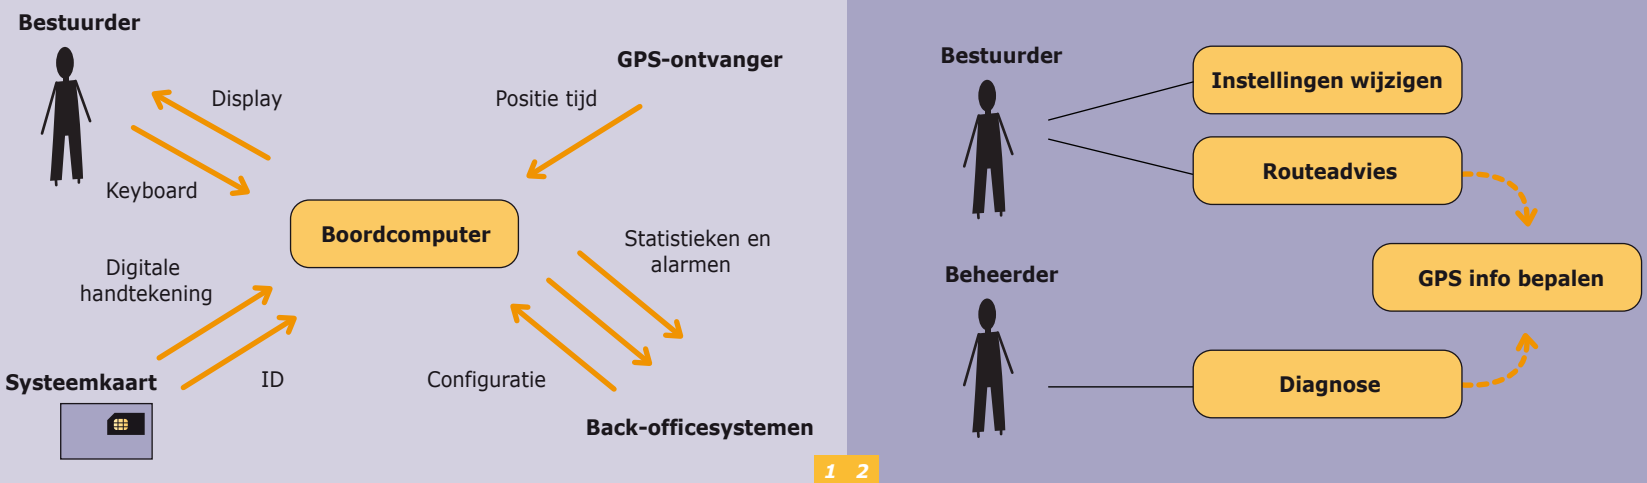 Bestuurder
GPS-ontvanger
Display
Positie tijd
Keyboard
Boordcomputer
Statistieken en
alarmen
Digitale
handtekening
Systeemkaart
ID
Configuratie
Back-officesystemen
1 2
Bestuurder
Instellingen wijzigen
Routeadvies
Beheerder
GPS info bepalen
Diagnose